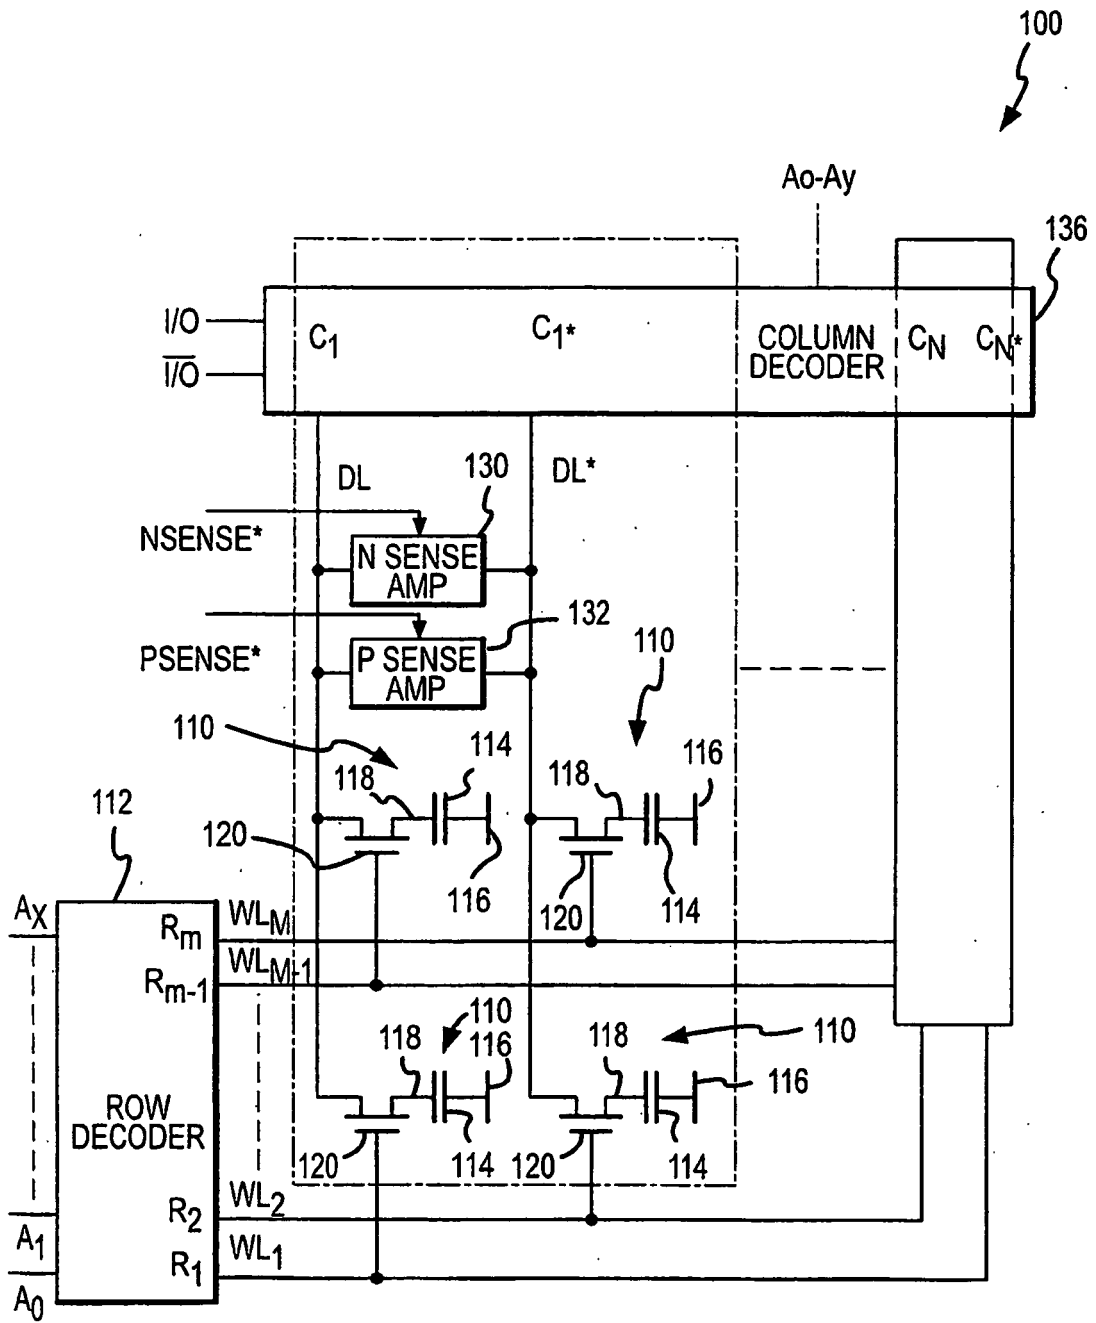 100
Ao-Ay
136
I/O
I/O
C1
C1*
COLUMN
DECODER
CN
CN*
DL
130
DL*
NSENSE*
N SENSE
AMP
132
PSENSE*
P SENSE
AMP
110
110
114
116
118
118
112
120
116
120
114
AX
Rm
WLM
Rm-1
WLM-1
110
118
116
118
110
116
ROW
DECODER
120
114
120
114
R2
WL2
A1
R1
WL1
A0